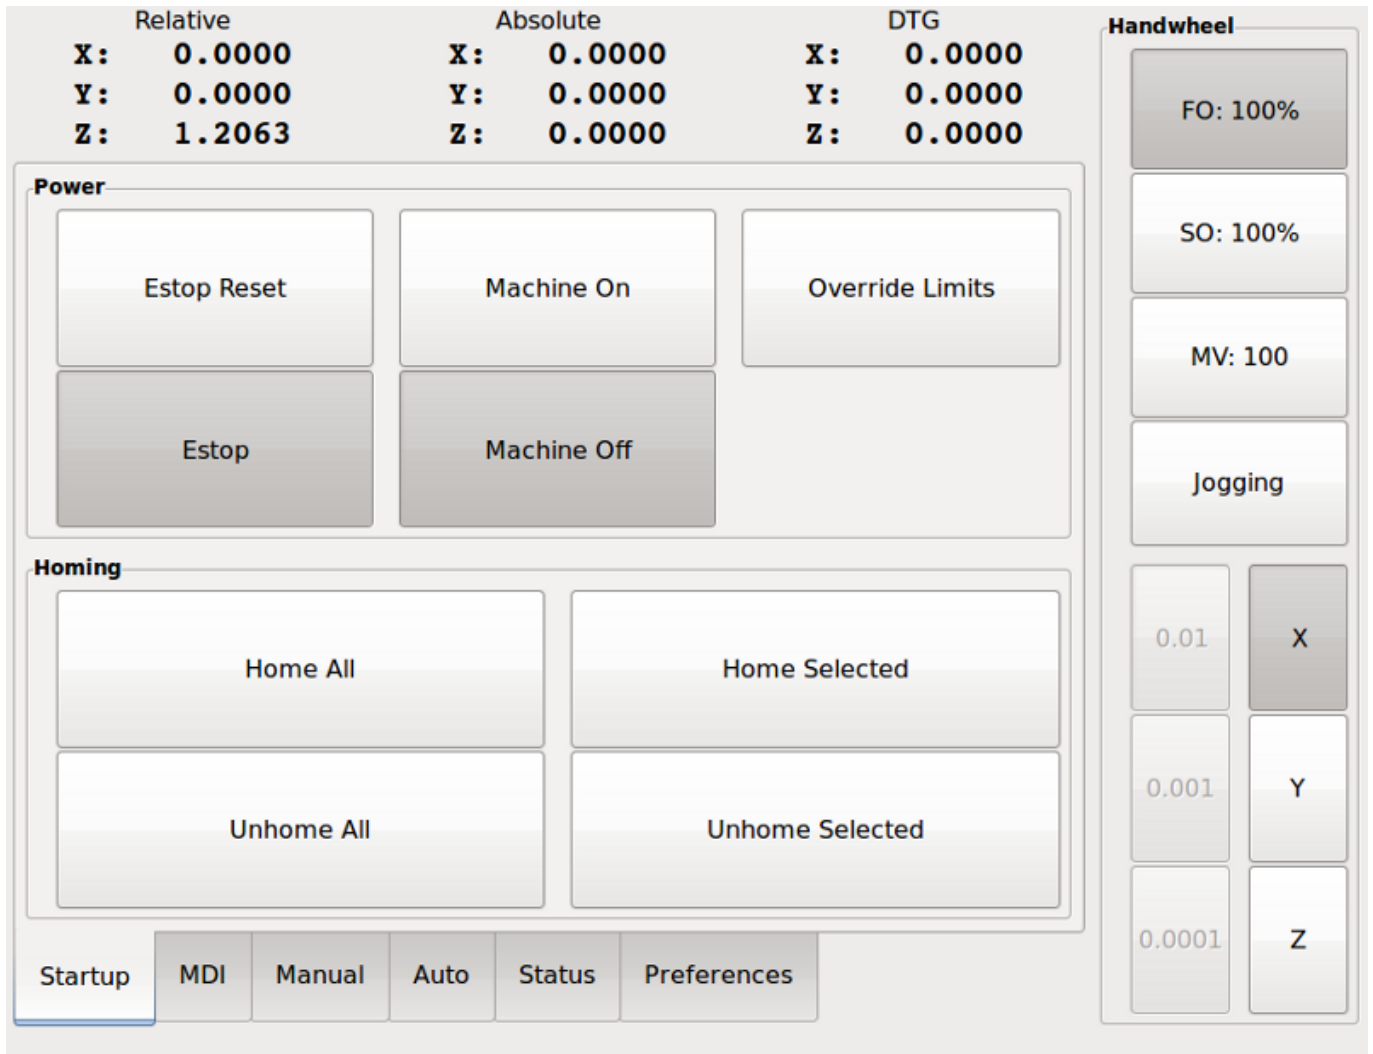 Relative Absolute DTG
X: 0.0000 X: 0.0000 X: 0.0000
Y: 0.0000 Y: 0.0000 Y: 0.0000
Z: 1.2063 Z: 0.0000 Z: 0.0000
Power
Estop Reset Machine On Override Limits
Estop Machine Off
Homing
Home All Home Selected
Unhome All Unhome Selected
Startup MDI Manual Auto Status Preferences
Handwheel
FO: 100%
SO: 100%
MV: 100
Jogging
0.01 X
0.001 Y
0.0001 Z